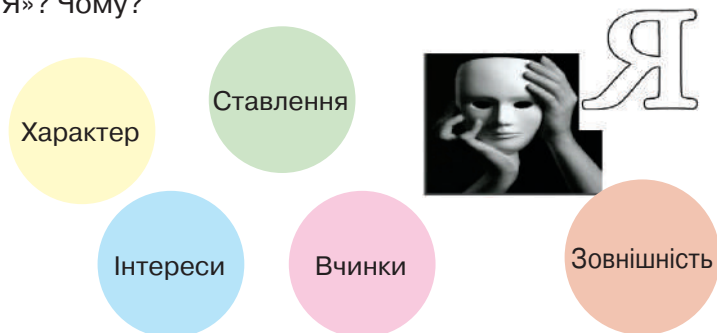 Я»? Чому?
Я
Ставлення
Характер
Інтереси
Вчинки
Зовнішність